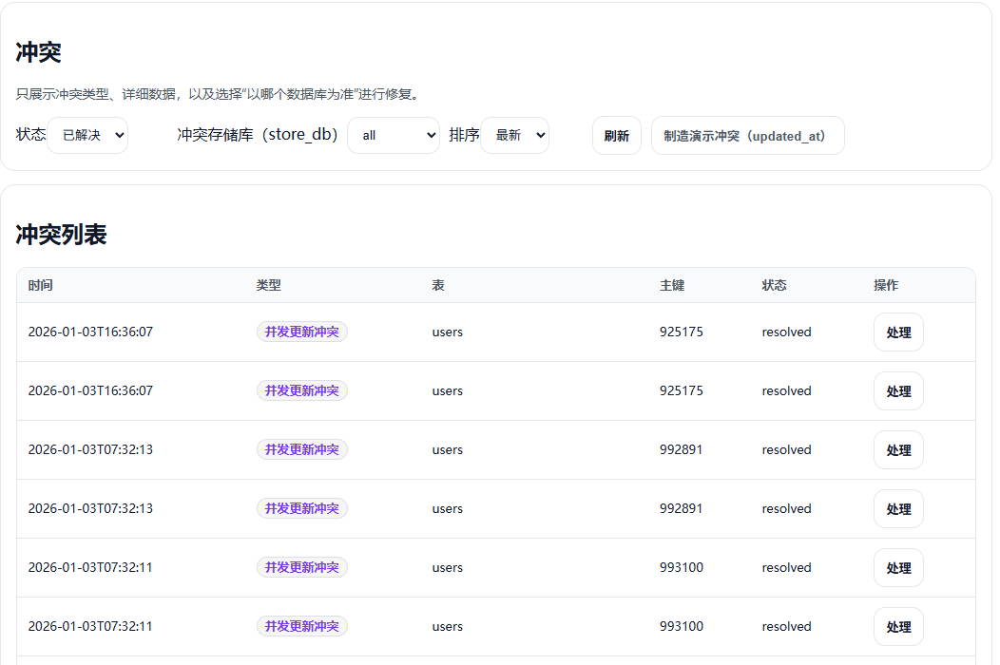 冲突
只展示冲突类型、详细数据，以及选择“以哪个数据库为准”进行修复。
状态 已解决 冲突存储库（store_db） all 排序 最新 刷新 制造演示冲突（updated_at）
冲突列表
时间 类型 表 主键 状态 操作
2026-01-03T16:36:07 并发更新冲突 users 925175 resolved 处理
2026-01-03T16:36:07 并发更新冲突 users 925175 resolved 处理
2026-01-03T07:32:13 并发更新冲突 users 992891 resolved 处理
2026-01-03T07:32:13 并发更新冲突 users 992891 resolved 处理
2026-01-03T07:32:11 并发更新冲突 users 993100 resolved 处理
2026-01-03T07:32:11 并发更新冲突 users 993100 resolved 处理